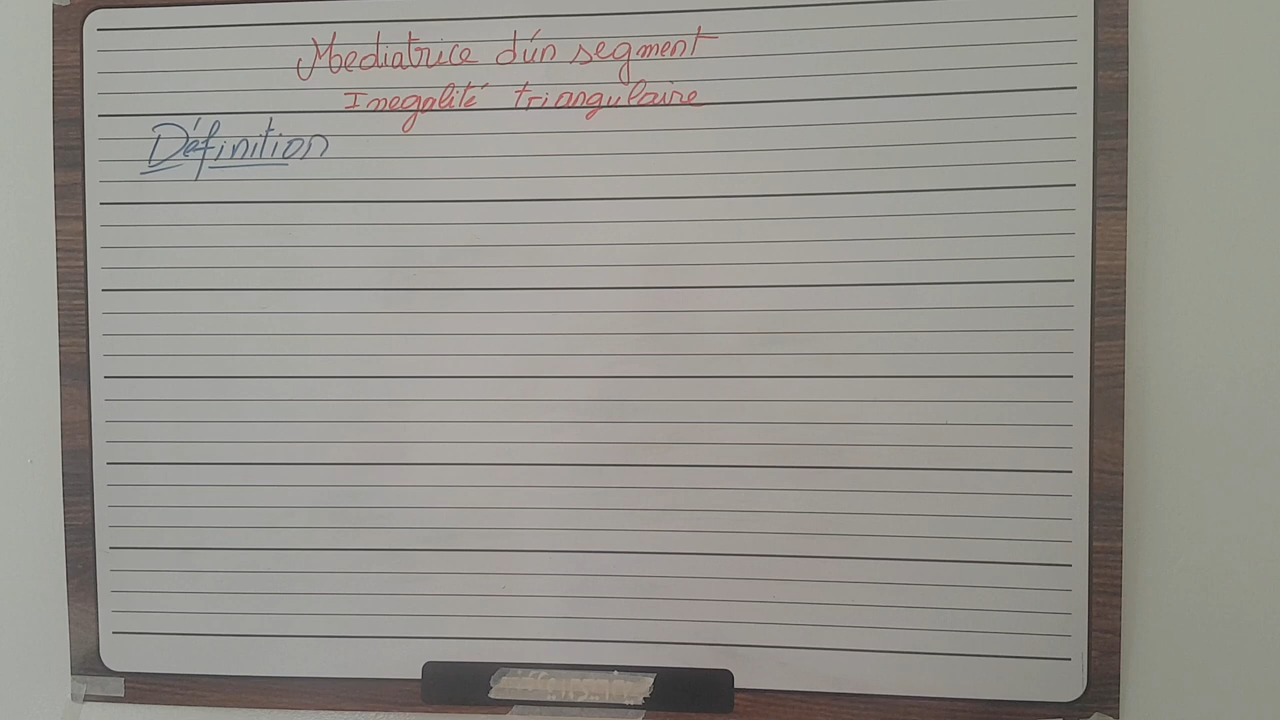 Mediatrice d'un segment
Inegalité triangulaire
Définition